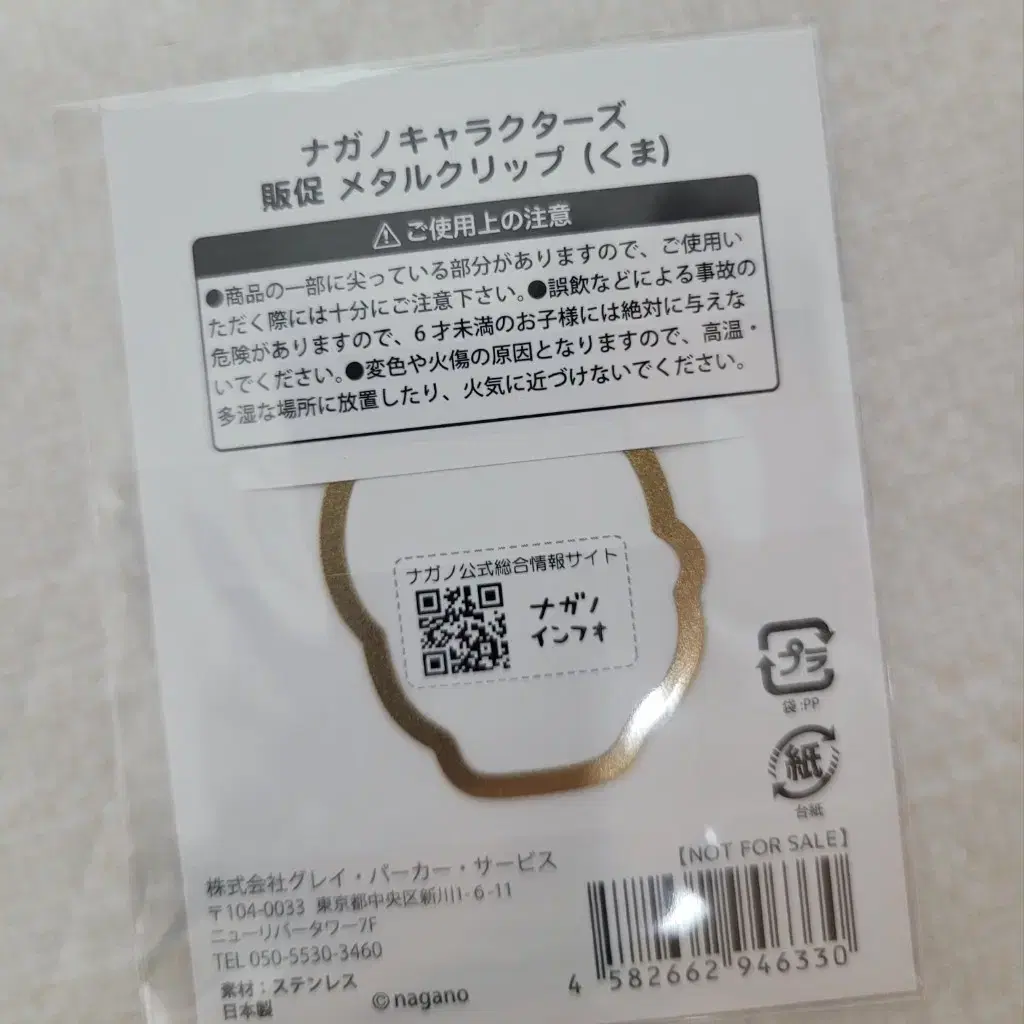 ナガノキャラクターズ
販促 メタルクリップ (くま)
⚠ご使用上の注意
●商品の一部に尖っている部分がありますので、ご使用い
ただく際には十分にご注意下さい。●誤飲などによる事故の
危険がありますので、6才未満のお子様には絶対に与えな
いでください。●変色や火傷の原因となりますので、高温・
多湿な場所に放置したり、火気に近づけないでください。
ナガノ公式総合情報サイト
ナガノ
インフォ
プラ
袋:PP
紙
台紙
株式会社グレイ・パーカー・サービス
〒104-0033 東京都中央区新川1-6-11
ニューリバータワー7F
TEL 050-5530-3460
素材:ステンレス
日本製
©nagano
【NOT FOR SALE】
4 582662 946330